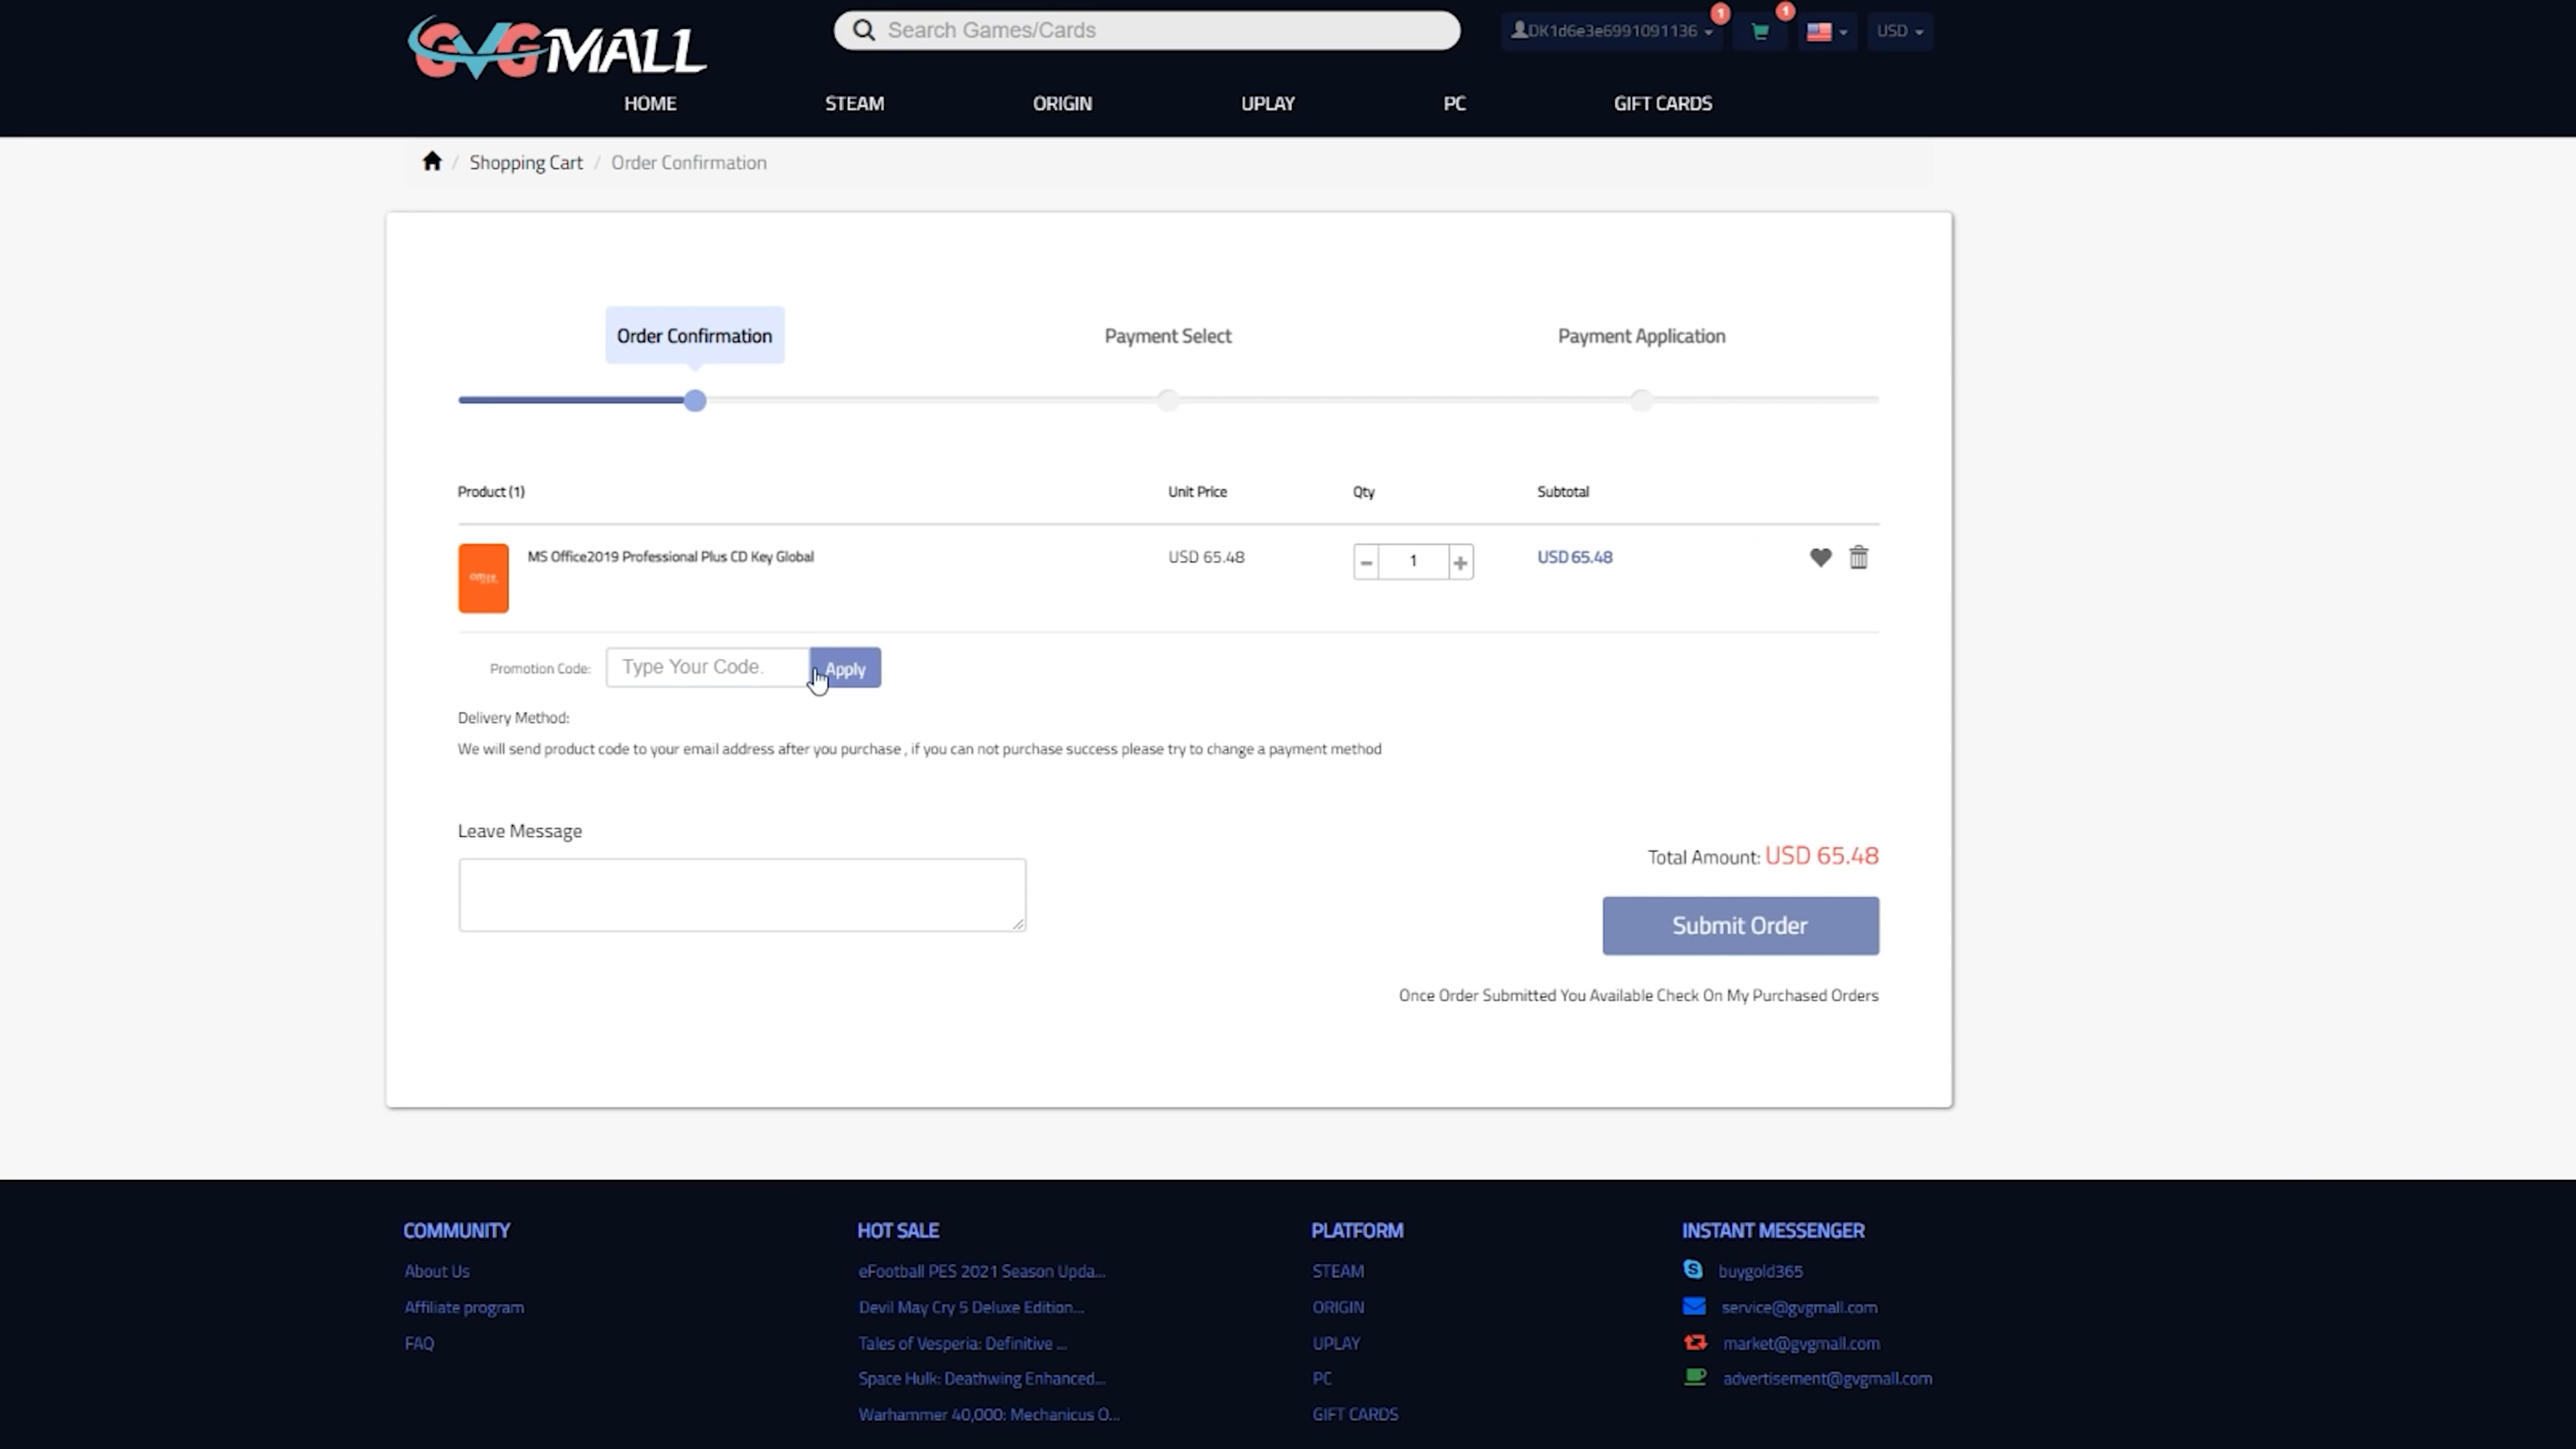 GVGMALL
Search Games/Cards
DK1d6e3e6991091136
1
1
USD
HOME
STEAM
ORIGIN
UPLAY
PC
GIFT CARDS
/ Shopping Cart / Order Confirmation
Order Confirmation
Payment Select
Payment Application
Product (1)
Unit Price
Qty
Subtotal
MS Office2019 Professional Plus CD Key Global
USD 65.48
− 1 +
USD 65.48
Promotion Code:
Type Your Code.
Apply
Delivery Method:
We will send product code to your email address after you purchase , if you can not purchase success please try to change a payment method
Leave Message
Total Amount: USD 65.48
Submit Order
Once Order Submitted You Available Check On My Purchased Orders
COMMUNITY
About Us
Affiliate program
FAQ
HOT SALE
eFootball PES 2021 Season Upda...
Devil May Cry 5 Deluxe Edition...
Tales of Vesperia: Definitive ...
Space Hulk: Deathwing Enhanced...
Warhammer 40,000: Mechanicus O...
PLATFORM
STEAM
ORIGIN
UPLAY
PC
GIFT CARDS
INSTANT MESSENGER
buygold365
service@gvgmall.com
market@gvgmall.com
advertisement@gvgmall.com